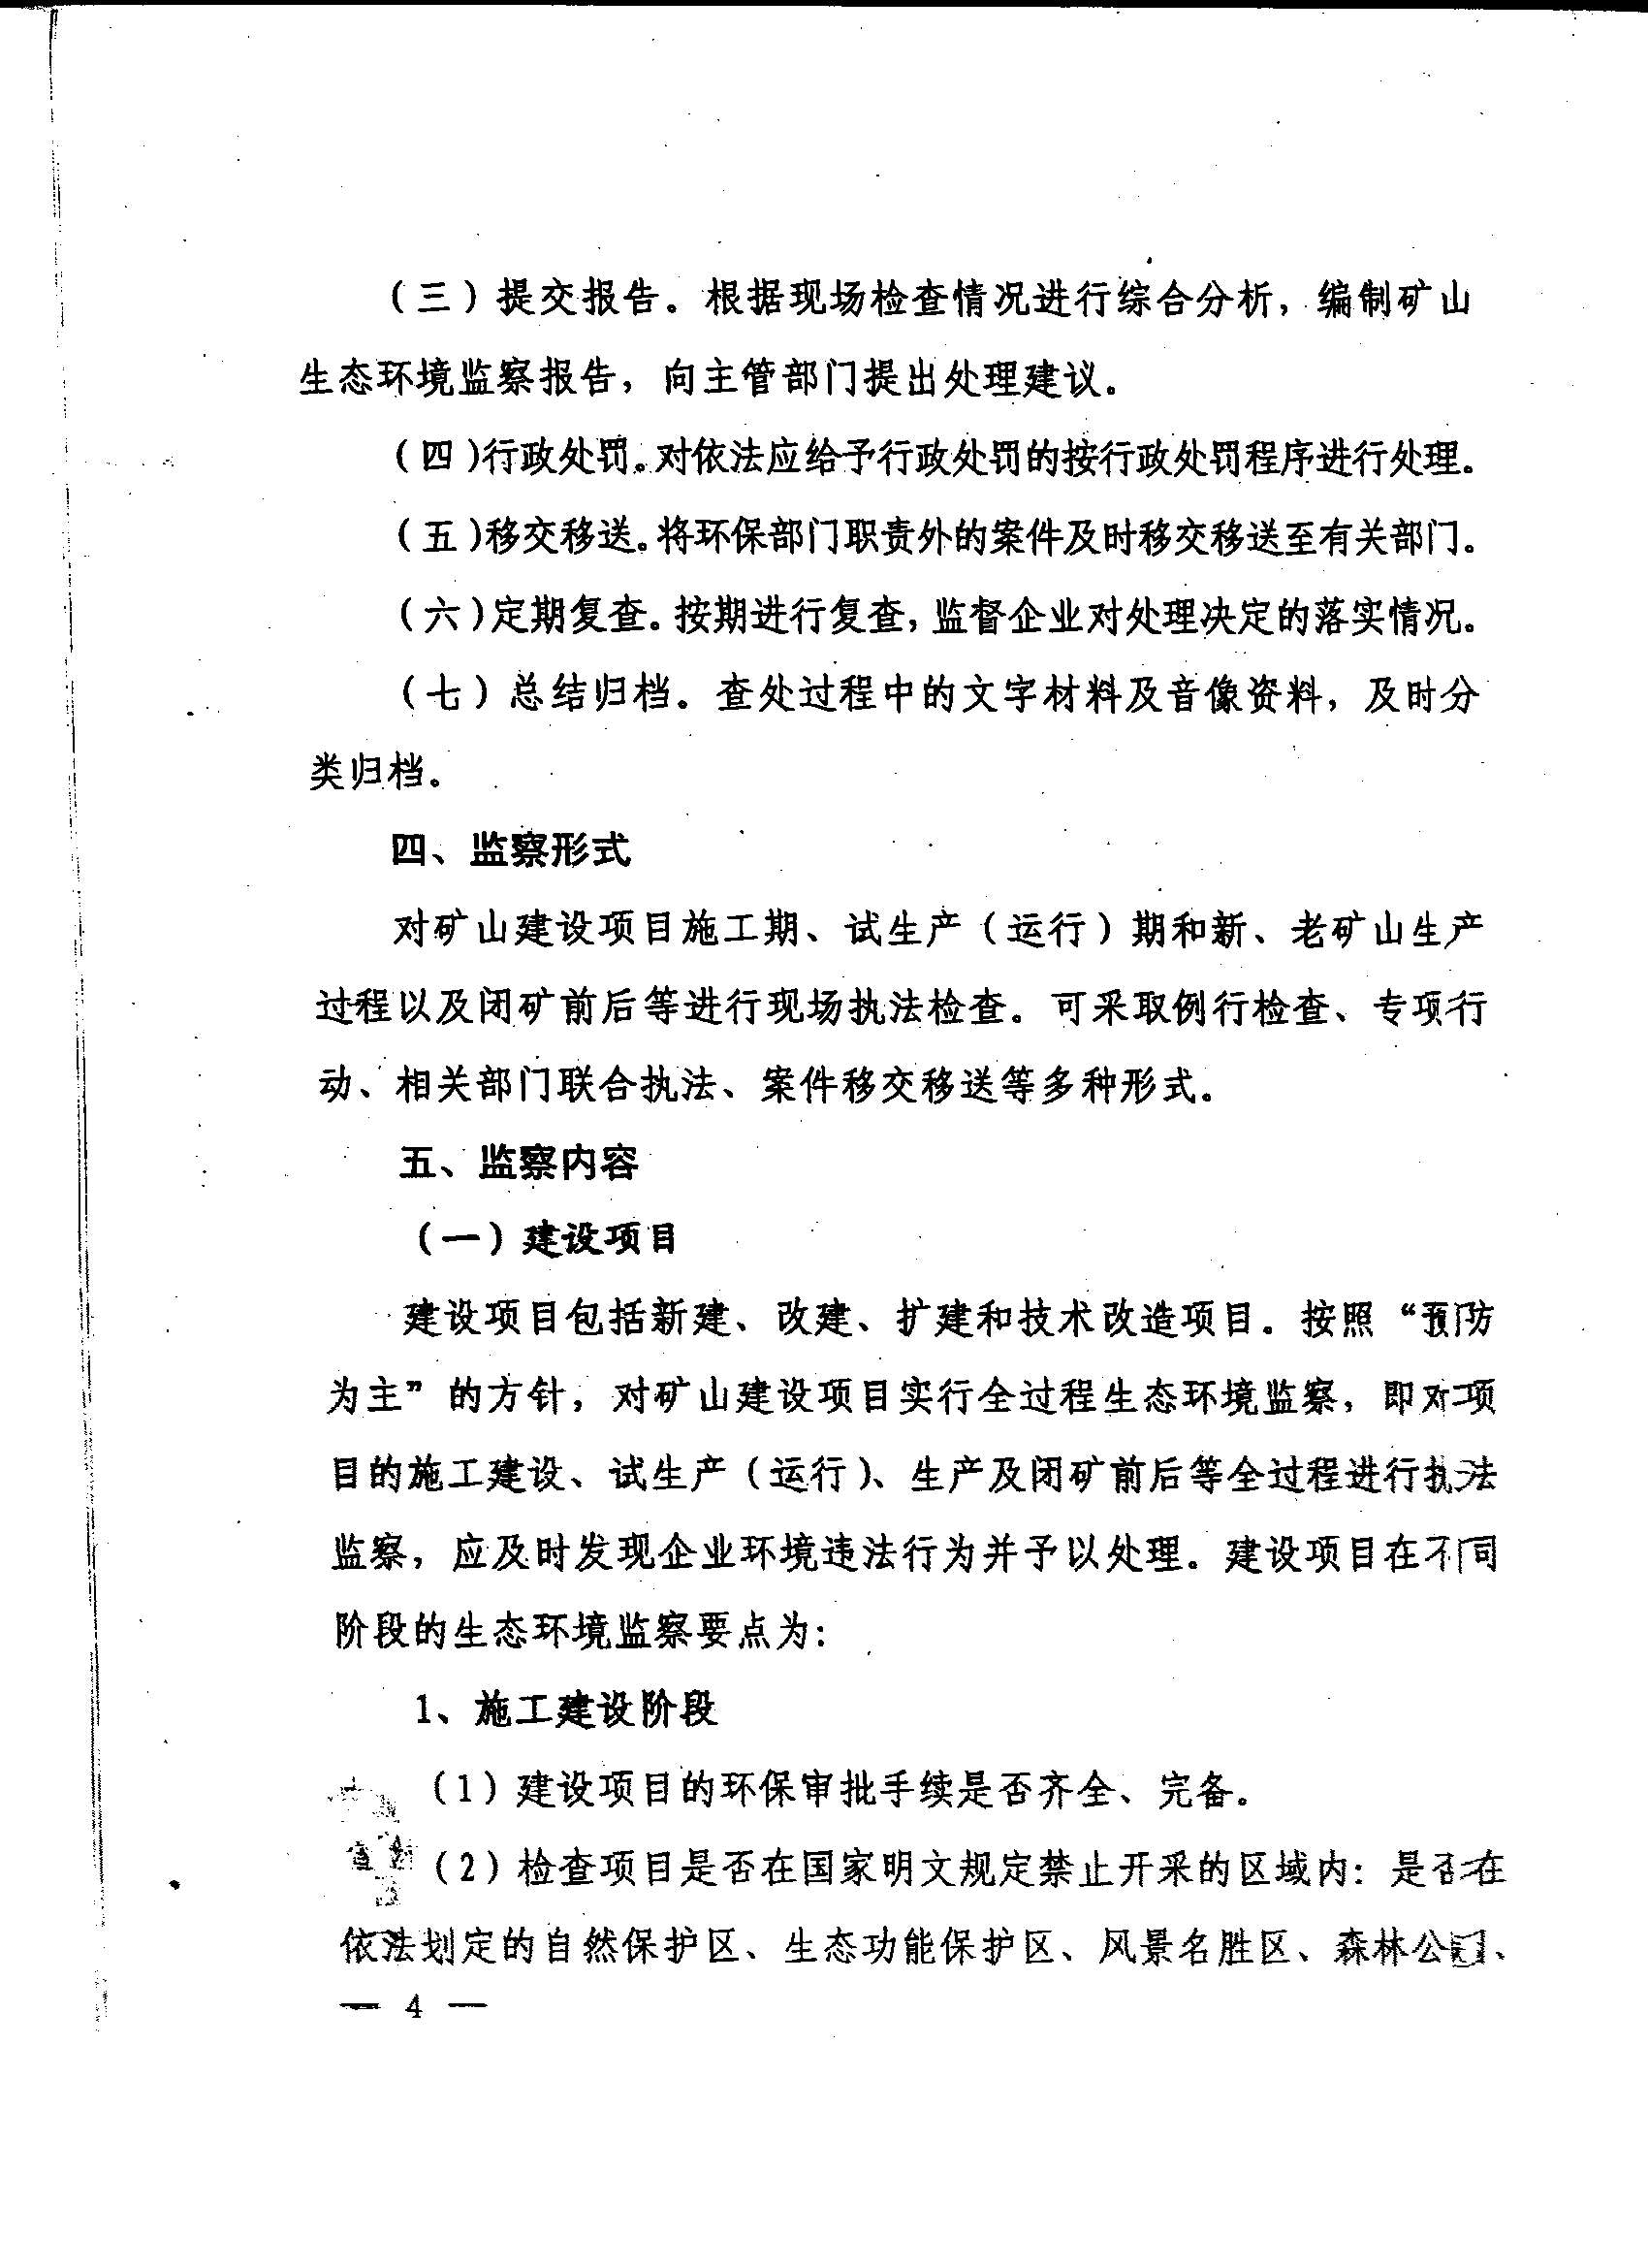 （三）提交报告。根据现场检查情况进行综合分析，编制矿山
生态环境监察报告，向主管部门提出处理建议。
（四）行政处罚。对依法应给予行政处罚的按行政处罚程序进行处理。
（五）移交移送。将环保部门职责外的案件及时移交移送至有关部门。
（六）定期复查。按期进行复查，监督企业对处理决定的落实情况。
（七）总结归档。查处过程中的文字材料及音像资料，及时分
类归档。
四、监察形式
对矿山建设项目施工期、试生产（运行）期和新、老矿山生产
过程以及闭矿前后等进行现场执法检查。可采取例行检查、专项行
动、相关部门联合执法、案件移交移送等多种形式。
五、监察内容
（一）建设项目
建设项目包括新建、改建、扩建和技术改造项目。按照“预防
为主”的方针，对矿山建设项目实行全过程生态环境监察，即对项
目的施工建设、试生产（运行）、生产及闭矿前后等全过程进行执法
监察，应及时发现企业环境违法行为并予以处理。建设项目在不同
阶段的生态环境监察要点为：
1、施工建设阶段
（1）建设项目的环保审批手续是否齐全、完备。
（2）检查项目是否在国家明文规定禁止开采的区域内：是否在
依法划定的自然保护区、生态功能保护区、风景名胜区、森林公园、
— 4 —